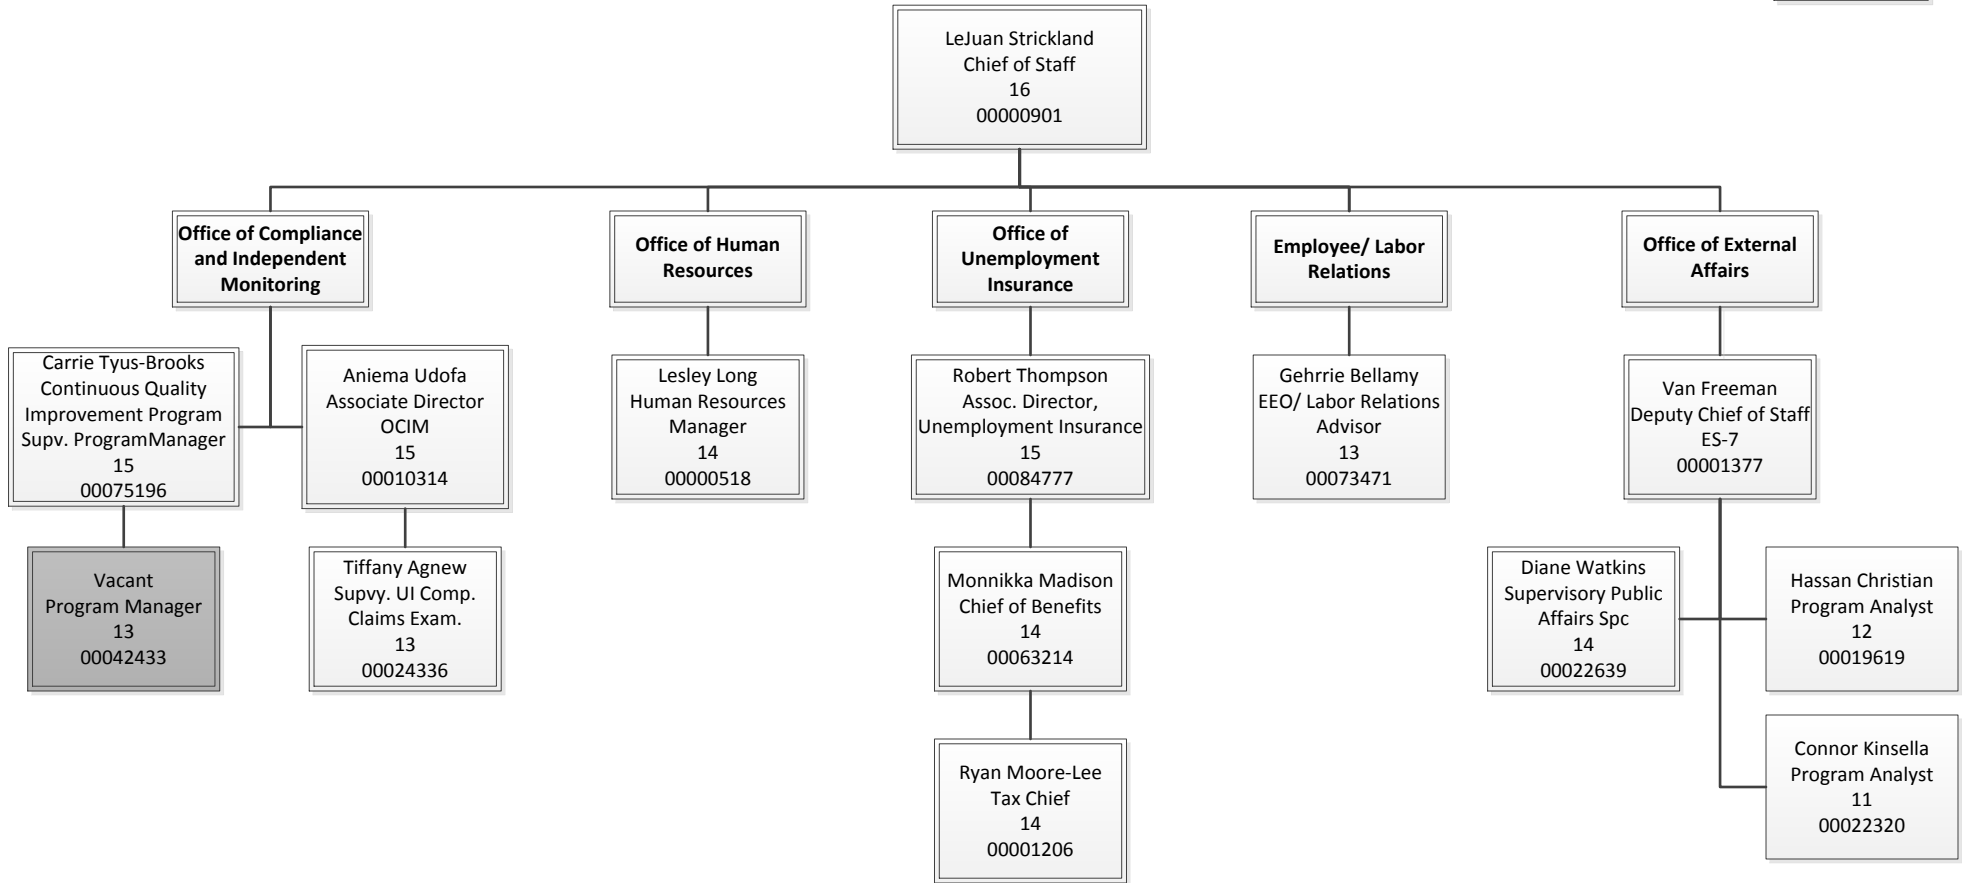 LeJuan Strickland
Chief of Staff
16
00000901
Office of Compliance
and Independent
Monitoring
Office of Human
Resources
Office of
Unemployment
Insurance
Employee/ Labor
Relations
Office of External
Affairs
Carrie Tyus-Brooks
Continuous Quality
Improvement Program
Supv. ProgramManager
15
00075196
Aniema Udofa
Associate Director
OCIM
15
00010314
Lesley Long
Human Resources
Manager
14
00000518
Robert Thompson
Assoc. Director,
Unemployment Insurance
15
00084777
Gehrrie Bellamy
EEO/ Labor Relations
Advisor
13
00073471
Van Freeman
Deputy Chief of Staff
ES-7
00001377
Vacant
Program Manager
13
00042433
Tiffany Agnew
Supvy. UI Comp.
Claims Exam.
13
00024336
Monnikka Madison
Chief of Benefits
14
00063214
Diane Watkins
Supervisory Public
Affairs Spc
14
00022639
Hassan Christian
Program Analyst
12
00019619
Ryan Moore-Lee
Tax Chief
14
00001206
Connor Kinsella
Program Analyst
11
00022320